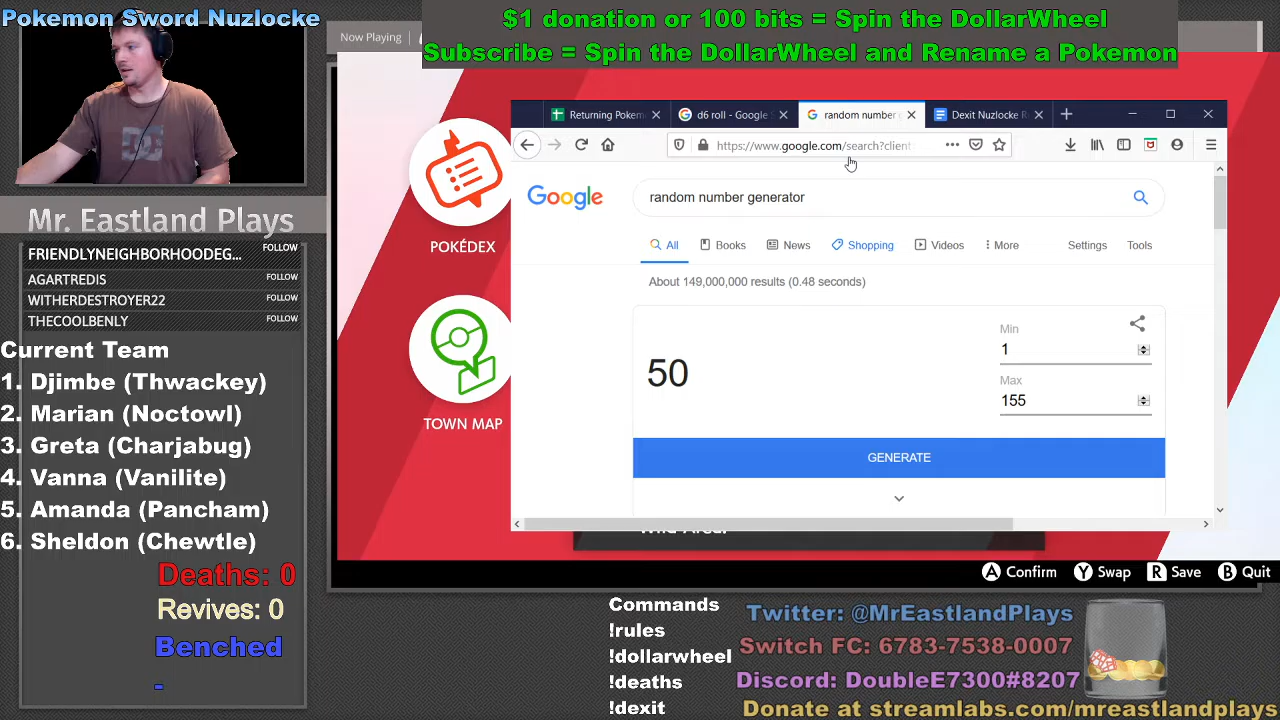 Pokemon Sword Nuzlocke
$1 donation or 100 bits = Spin the DollarWheel
Subscribe = Spin the DollarWheel and Rename a Pokemon
Now Playing
Mr. Eastland Plays
FRIENDLYNEIGHBORHOODEG... FOLLOW
AGARTREDIS FOLLOW
WITHERDESTROYER22 FOLLOW
THECOOLBENLY FOLLOW
Current Team
1. Djimbe (Thwackey)
2. Marian (Noctowl)
3. Greta (Charjabug)
4. Vanna (Vanilite)
5. Amanda (Pancham)
6. Sheldon (Chewtle)
Deaths: 0
Revives: 0
Benched
-
POKÉDEX
TOWN MAP
Returning Pokem d6 roll - Google S random number g Dexit Nuzlocke R
https://www.google.com/search?client
Google
random number generator
All Books News Shopping Videos More Settings Tools
About 149,000,000 results (0.48 seconds)
50
Min
1
Max
155
GENERATE
A Confirm Y Swap R Save B Quit
Commands
!rules
!dollarwheel
!deaths
!dexit
Twitter: @MrEastlandPlays
Switch FC: 6783-7538-0007
Discord: DoubleE7300#8207
Donate at streamlabs.com/mreastlandplays